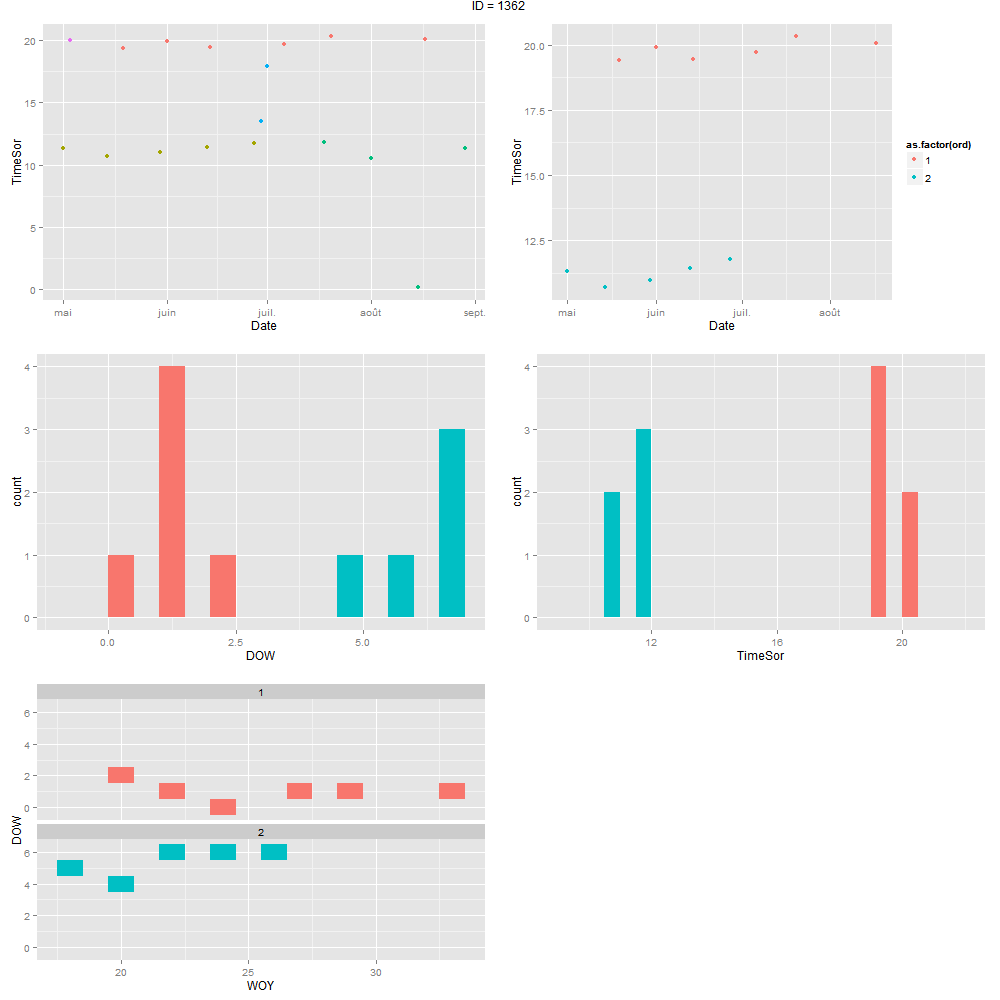 ID = 1362
20
15
10
5
0
TimeSor
mai
juin
juil.
août
sept.
Date
20.0
17.5
15.0
12.5
TimeSor
mai
juin
juil.
août
Date
as.factor(ord)
1
2
4
3
2
1
0
count
0.0
2.5
5.0
DOW
4
3
2
1
0
count
12
16
20
TimeSor
1
6
4
2
0
DOW
2
6
4
2
0
20
25
30
WOY